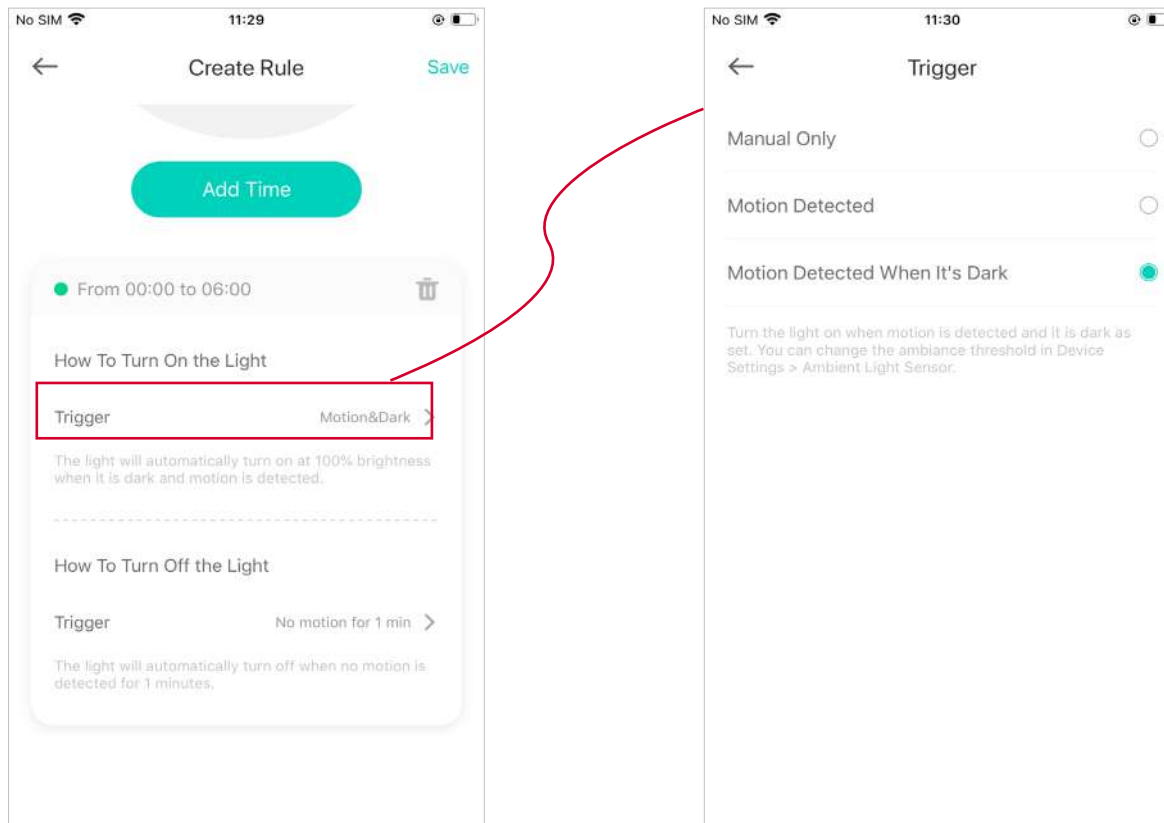 No SIM 11:29
Create Rule Save
Add Time
From 00:00 to 06:00
How To Turn On the Light
Trigger Motion&Dark
The light will automatically turn on at 100% brightness
when it is dark and motion is detected.
How To Turn Off the Light
Trigger No motion for 1 min
The light will automatically turn off when no motion is
detected for 1 minutes.
No SIM 11:30
Trigger
Manual Only
Motion Detected
Motion Detected When It's Dark
Turn the light on when motion is detected and it is dark as
set. You can change the ambiance threshold in Device
Settings > Ambient Light Sensor.